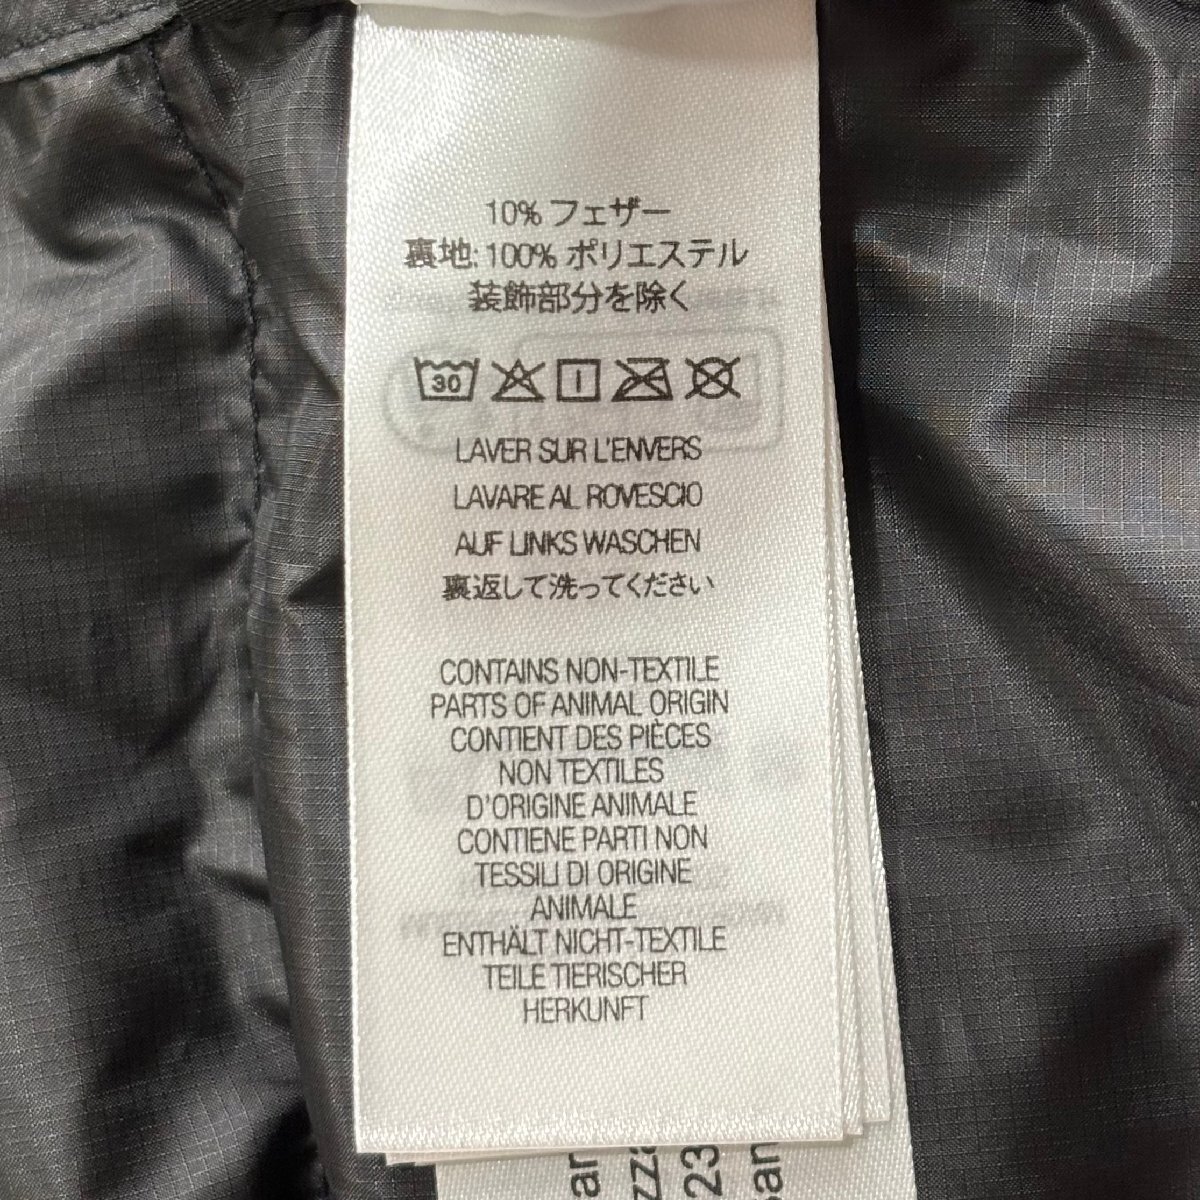 10% フェザー
裏地: 100% ポリエステル
装飾部分を除く
30
LAVER SUR L'ENVERS
LAVARE AL ROVESCIO
AUF LINKS WASCHEN
裏返して洗ってください
CONTAINS NON-TEXTILE
PARTS OF ANIMAL ORIGIN
CONTIENT DES PIÈCES
NON TEXTILES
D'ORIGINE ANIMALE
CONTIENE PARTI NON
TESSILI DI ORIGINE
ANIMALE
ENTHÄLT NICHT-TEXTILE
TEILE TIERISCHER
HERKUNFT